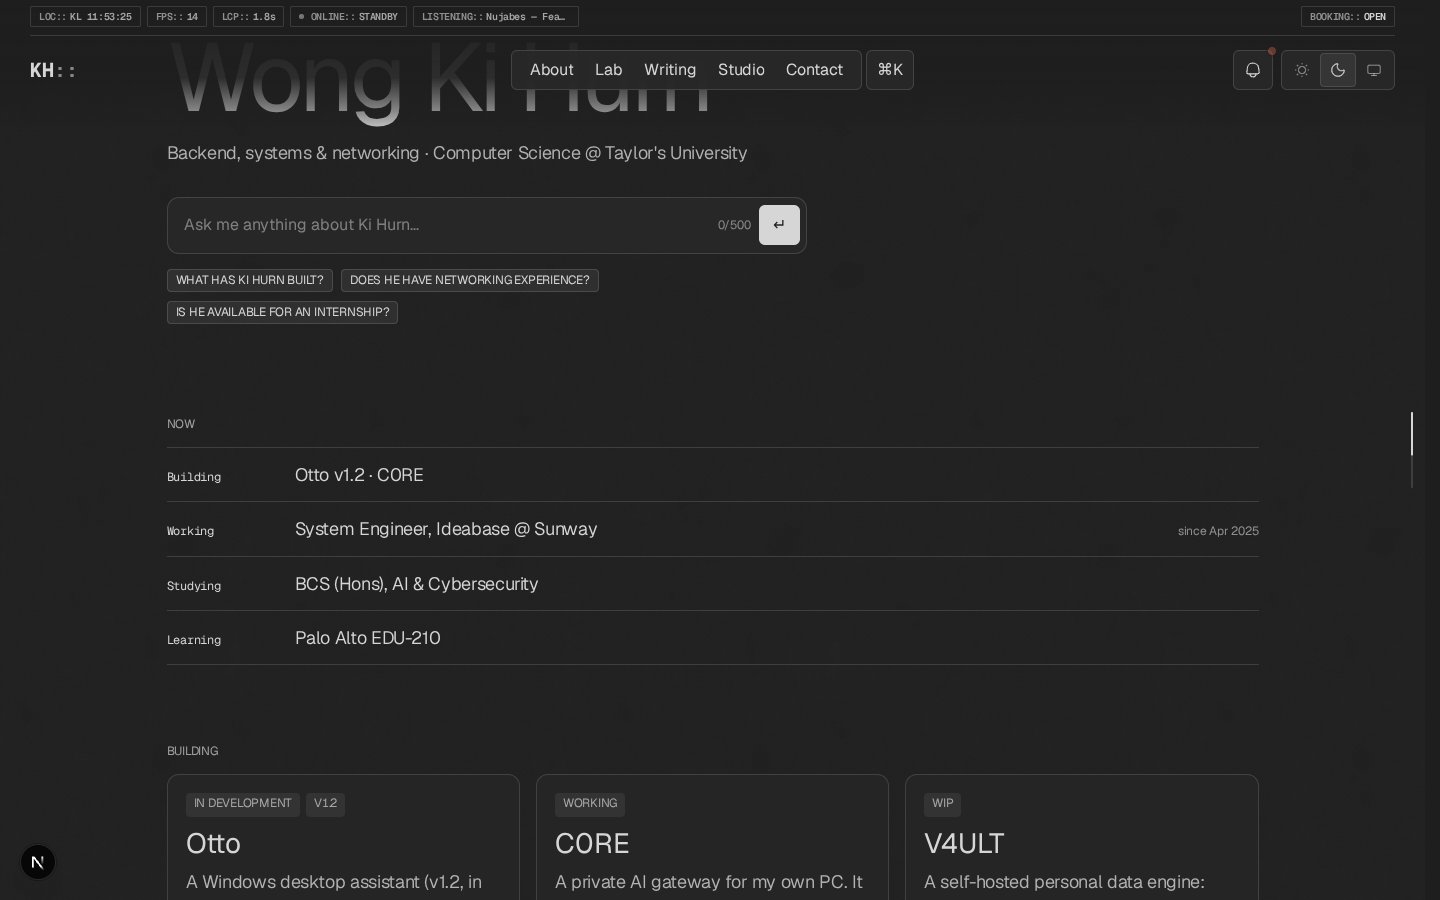 LOC:: KL 11:53:25 FPS:: 14 LCP:: 1.8s ONLINE:: STANDBY LISTENING:: Nujabes — Fea… BOOKING:: OPEN
KH:: About Lab Writing Studio Contact ⌘K
Wong Ki Hurn
Backend, systems & networking · Computer Science @ Taylor's University
Ask me anything about Ki Hurn... 0/500 ↵
WHAT HAS KI HURN BUILT? DOES HE HAVE NETWORKING EXPERIENCE?
IS HE AVAILABLE FOR AN INTERNSHIP?
NOW
Building Otto v1.2 · C0RE
Working System Engineer, Ideabase @ Sunway since Apr 2025
Studying BCS (Hons), AI & Cybersecurity
Learning Palo Alto EDU-210
BUILDING
IN DEVELOPMENT V1.2 WORKING WIP
Otto C0RE V4ULT
A Windows desktop assistant (v1.2, in A private AI gateway for my own PC. It A self-hosted personal data engine:
N